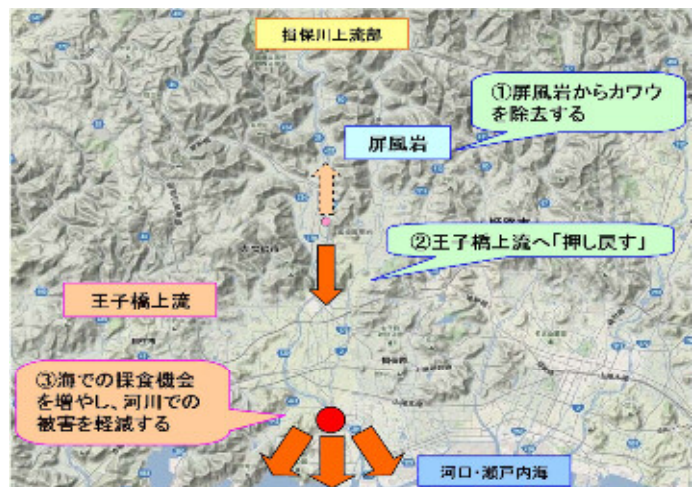 揖保川上流部
①屏風岩からカワウ
を除去する
屏風岩
②王子橋上流へ「押し戻す」
王子橋上流
③海での採食機会
を増やし、河川での
被害を軽減する
河口・瀬戸内海